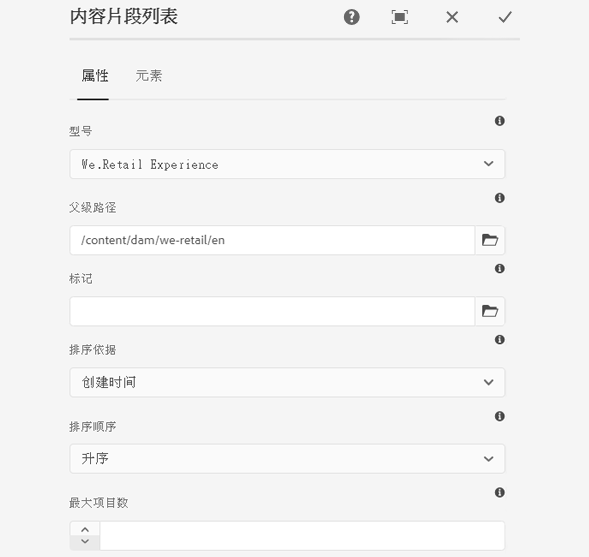 内容片段列表
属性
元素
型号
We.Retail Experience
父级路径
/content/dam/we-retail/en
标记
排序依据
创建时间
排序顺序
升序
最大项目数